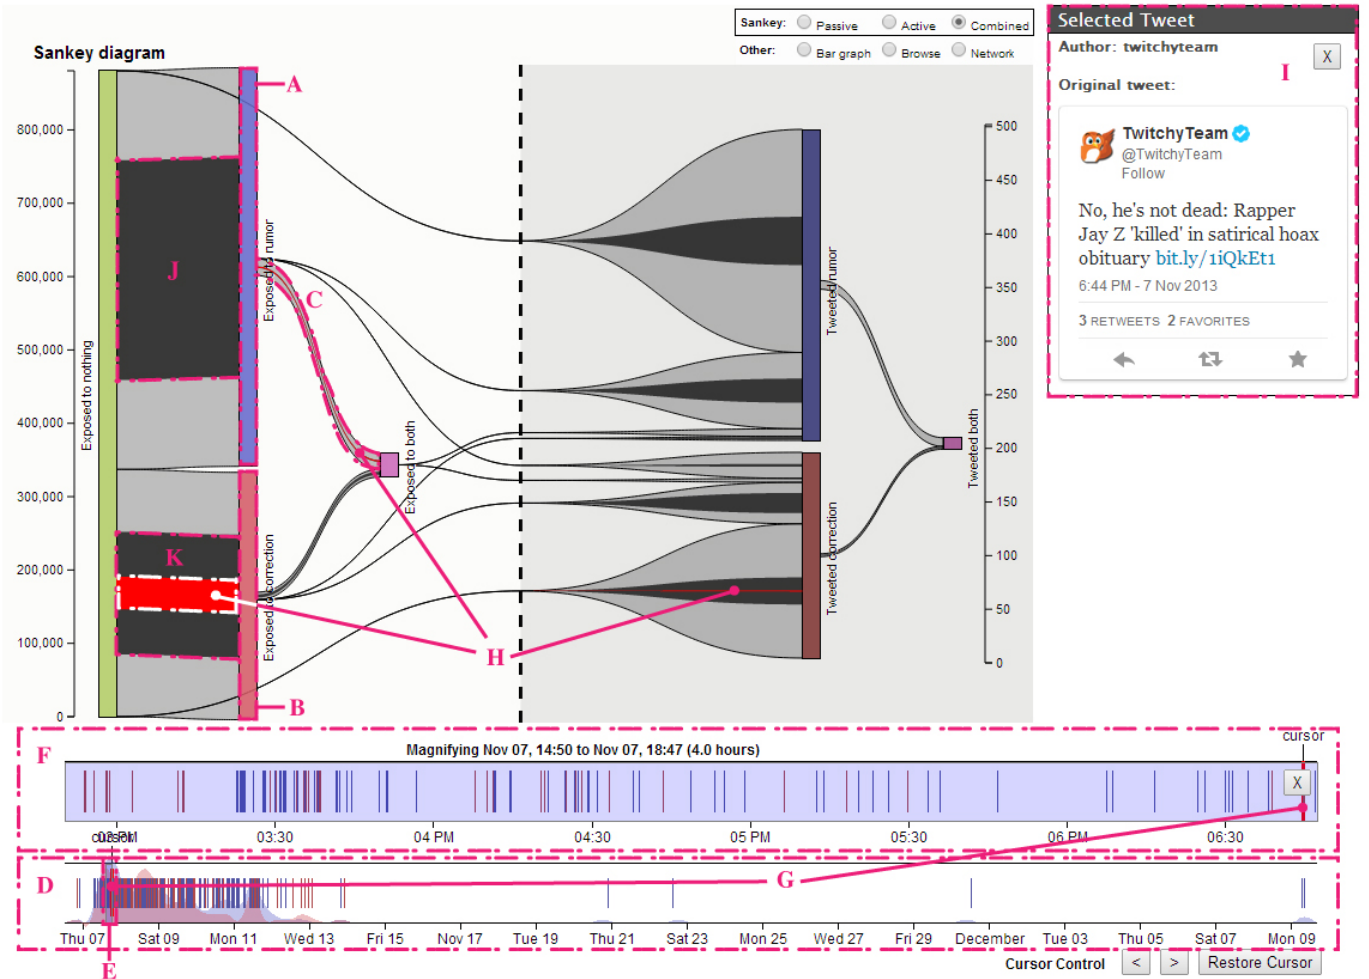 Sankey: Passive Active Combined
Other: Bar graph Browse Network
Sankey diagram
800,000
700,000
600,000
500,000
400,000
300,000
200,000
100,000
0
Exposed to nothing
Exposed to rumor
Exposed to correction
Exposed to both
Tweeted rumor
Tweeted correction
Tweeted both
500
450
400
350
300
250
200
150
100
50
0
A
J
C
K
H
B
Selected Tweet
Author: twitchyteam
X
I
Original tweet:
TwitchyTeam
@TwitchyTeam
Follow
No, he's not dead: Rapper
Jay Z 'killed' in satirical hoax
obituary bit.ly/1iQkEt1
6:44 PM - 7 Nov 2013
3 RETWEETS 2 FAVORITES
F
Magnifying Nov 07, 14:50 to Nov 07, 18:47 (4.0 hours)
cursor
X
03 PM 03:30 04 PM 04:30 05 PM 05:30 06 PM 06:30
cursor
D
G
Thu 07 Sat 09 Mon 11 Wed 13 Fri 15 Nov 17 Tue 19 Thu 21 Sat 23 Mon 25 Wed 27 Fri 29 December Tue 03 Thu 05 Sat 07 Mon 09
E
Cursor Control < > Restore Cursor